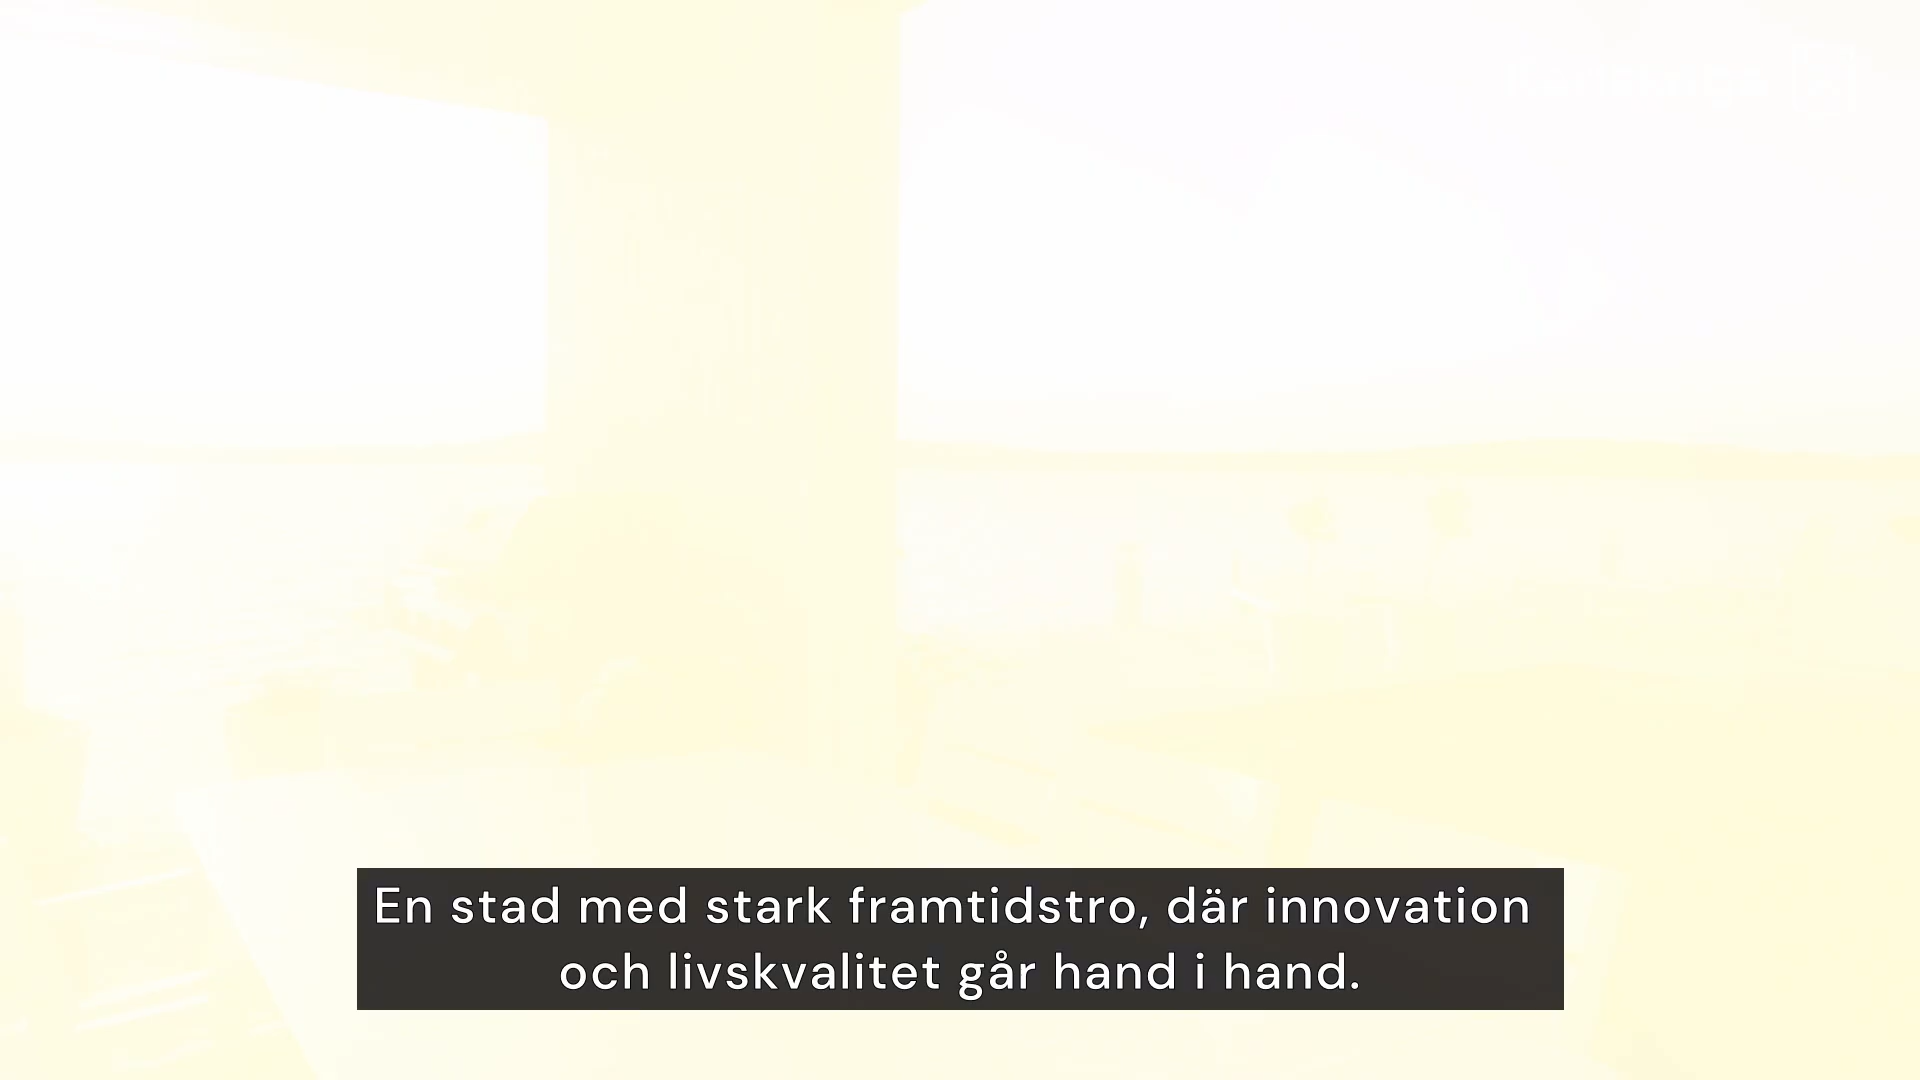 En stad med stark framtidstro, där innovation
och livskvalitet går hand i hand.